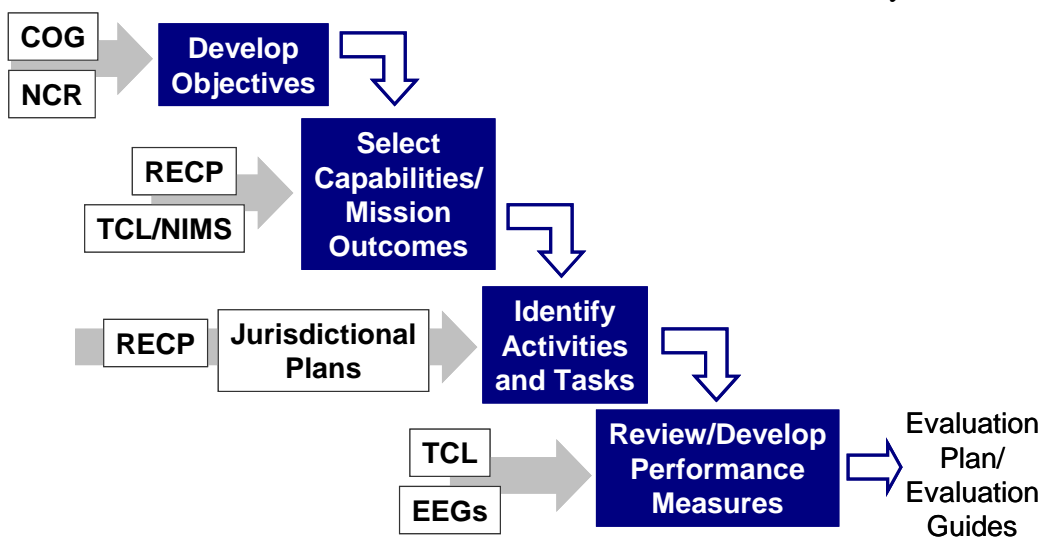 COG
NCR
Develop
Objectives
RECP
TCL/NIMS
Select
Capabilities/
Mission
Outcomes
RECP
Jurisdictional
Plans
Identify
Activities
and Tasks
TCL
EEGs
Review/Develop
Performance
Measures
Evaluation
Plan/
Evaluation
Guides